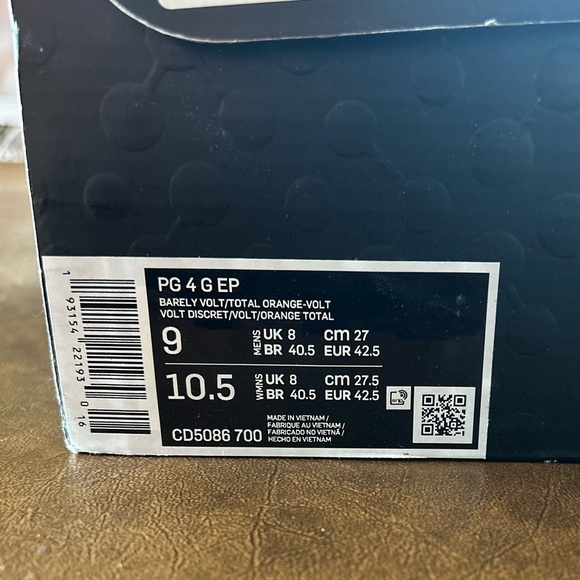 PG 4 G EP
BARELY VOLT/TOTAL ORANGE-VOLT
VOLT DISCRET/VOLT/ORANGE TOTAL
9 MENS UK 8 CM 27
BR 40.5 EUR 42.5
10.5 WMNS UK 8 CM 27.5
BR 40.5 EUR 42.5
CD5086 700
MADE IN VIETNAM/
FABRIQUE AU VIETNAM/
FABRICADO NO VIETNÃ/
HECHO EN VIETNAM
1 93154 22193 0 16